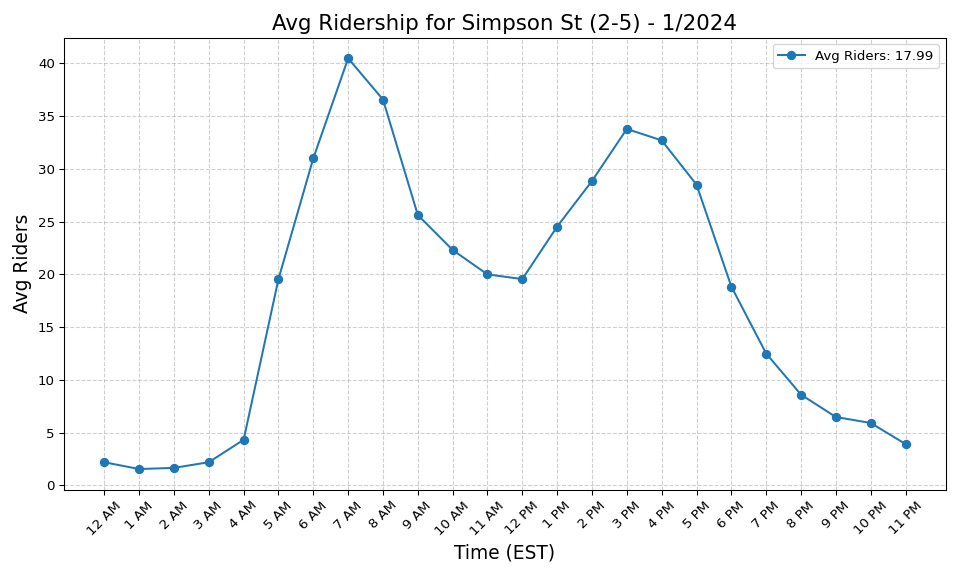 Avg Ridership for Simpson St (2-5) - 1/2024
Avg Riders: 17.99
Avg Riders
40
35
30
25
20
15
10
5
0
12 AM
1 AM
2 AM
3 AM
4 AM
5 AM
6 AM
7 AM
8 AM
9 AM
10 AM
11 AM
12 PM
1 PM
2 PM
3 PM
4 PM
5 PM
6 PM
7 PM
8 PM
9 PM
10 PM
11 PM
Time (EST)